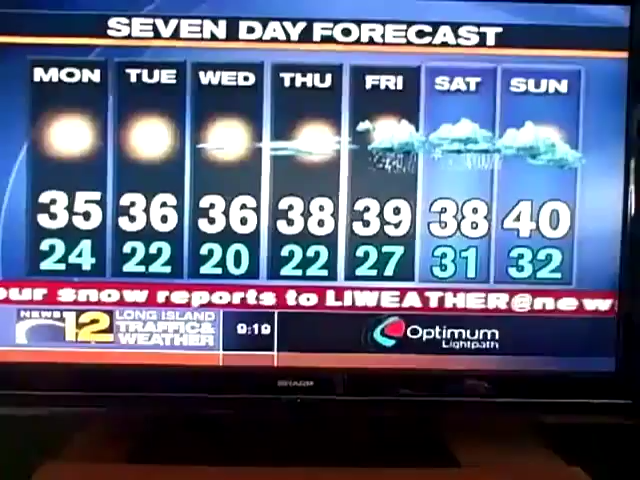 SEVEN DAY FORECAST
MON TUE WED THU FRI SAT SUN
35 36 36 38 39 38 40
24 22 20 22 27 31 32
our snow reports to LIWEATHER@new
NEWS 12 LONG ISLAND TRAFFIC & WEATHER
9:19
Optimum
Lightpath
SHARP